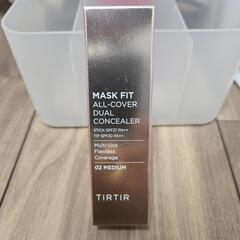 MASK FIT
ALL-COVER
DUAL
CONCEALER
STICK SPF27 PA++
TIP SPF30 PA++
Multi-Use
Flawless
Coverage
02 MEDIUM
TIRTIR